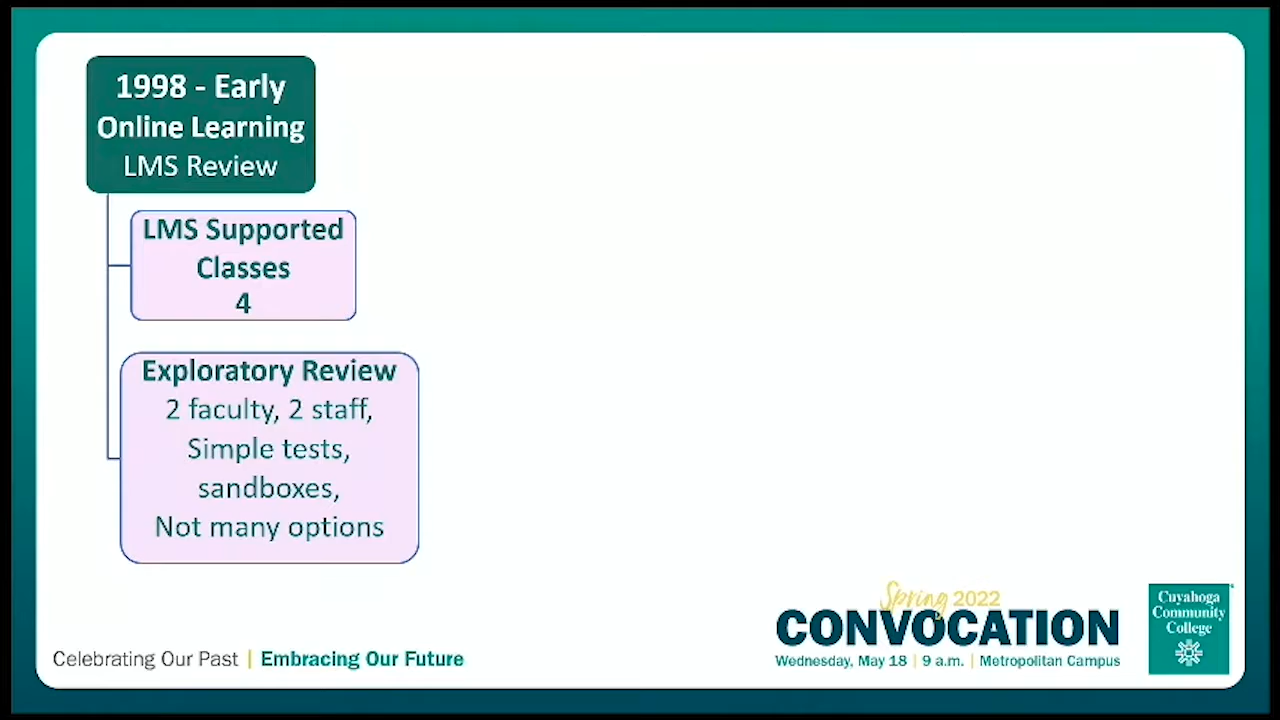 1998 - Early
Online Learning
LMS Review
LMS Supported
Classes
4
Exploratory Review
2 faculty, 2 staff,
Simple tests,
sandboxes,
Not many options
Spring 2022
CONVOCATION
Wednesday, May 18 | 9 a.m. | Metropolitan Campus
Cuyahoga
Community
College
Celebrating Our Past | Embracing Our Future